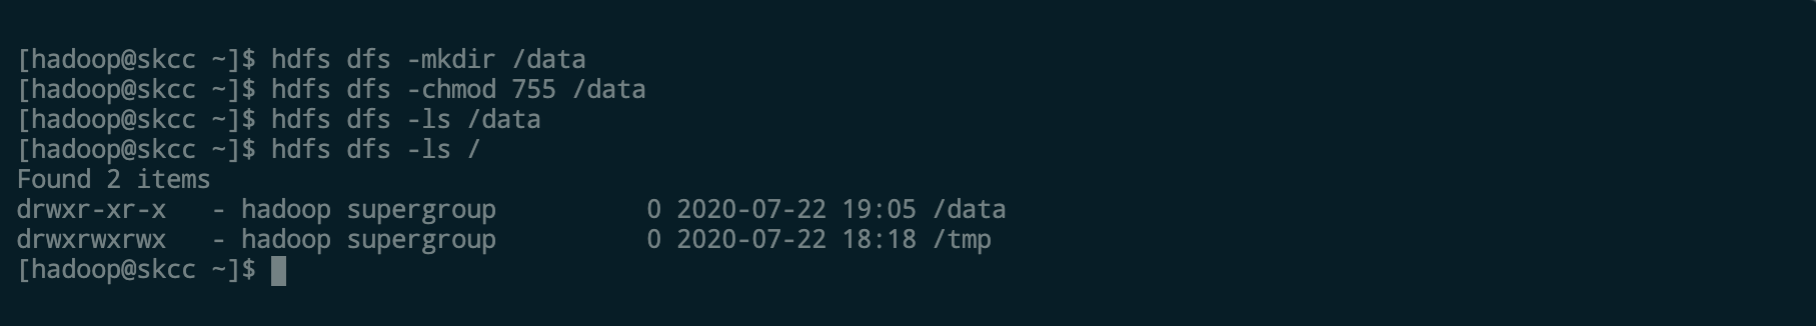 [hadoop@skcc ~]$ hdfs dfs -mkdir /data
[hadoop@skcc ~]$ hdfs dfs -chmod 755 /data
[hadoop@skcc ~]$ hdfs dfs -ls /data
[hadoop@skcc ~]$ hdfs dfs -ls /
Found 2 items
drwxr-xr-x   - hadoop supergroup          0 2020-07-22 19:05 /data
drwxrwxrwx   - hadoop supergroup          0 2020-07-22 18:18 /tmp
[hadoop@skcc ~]$